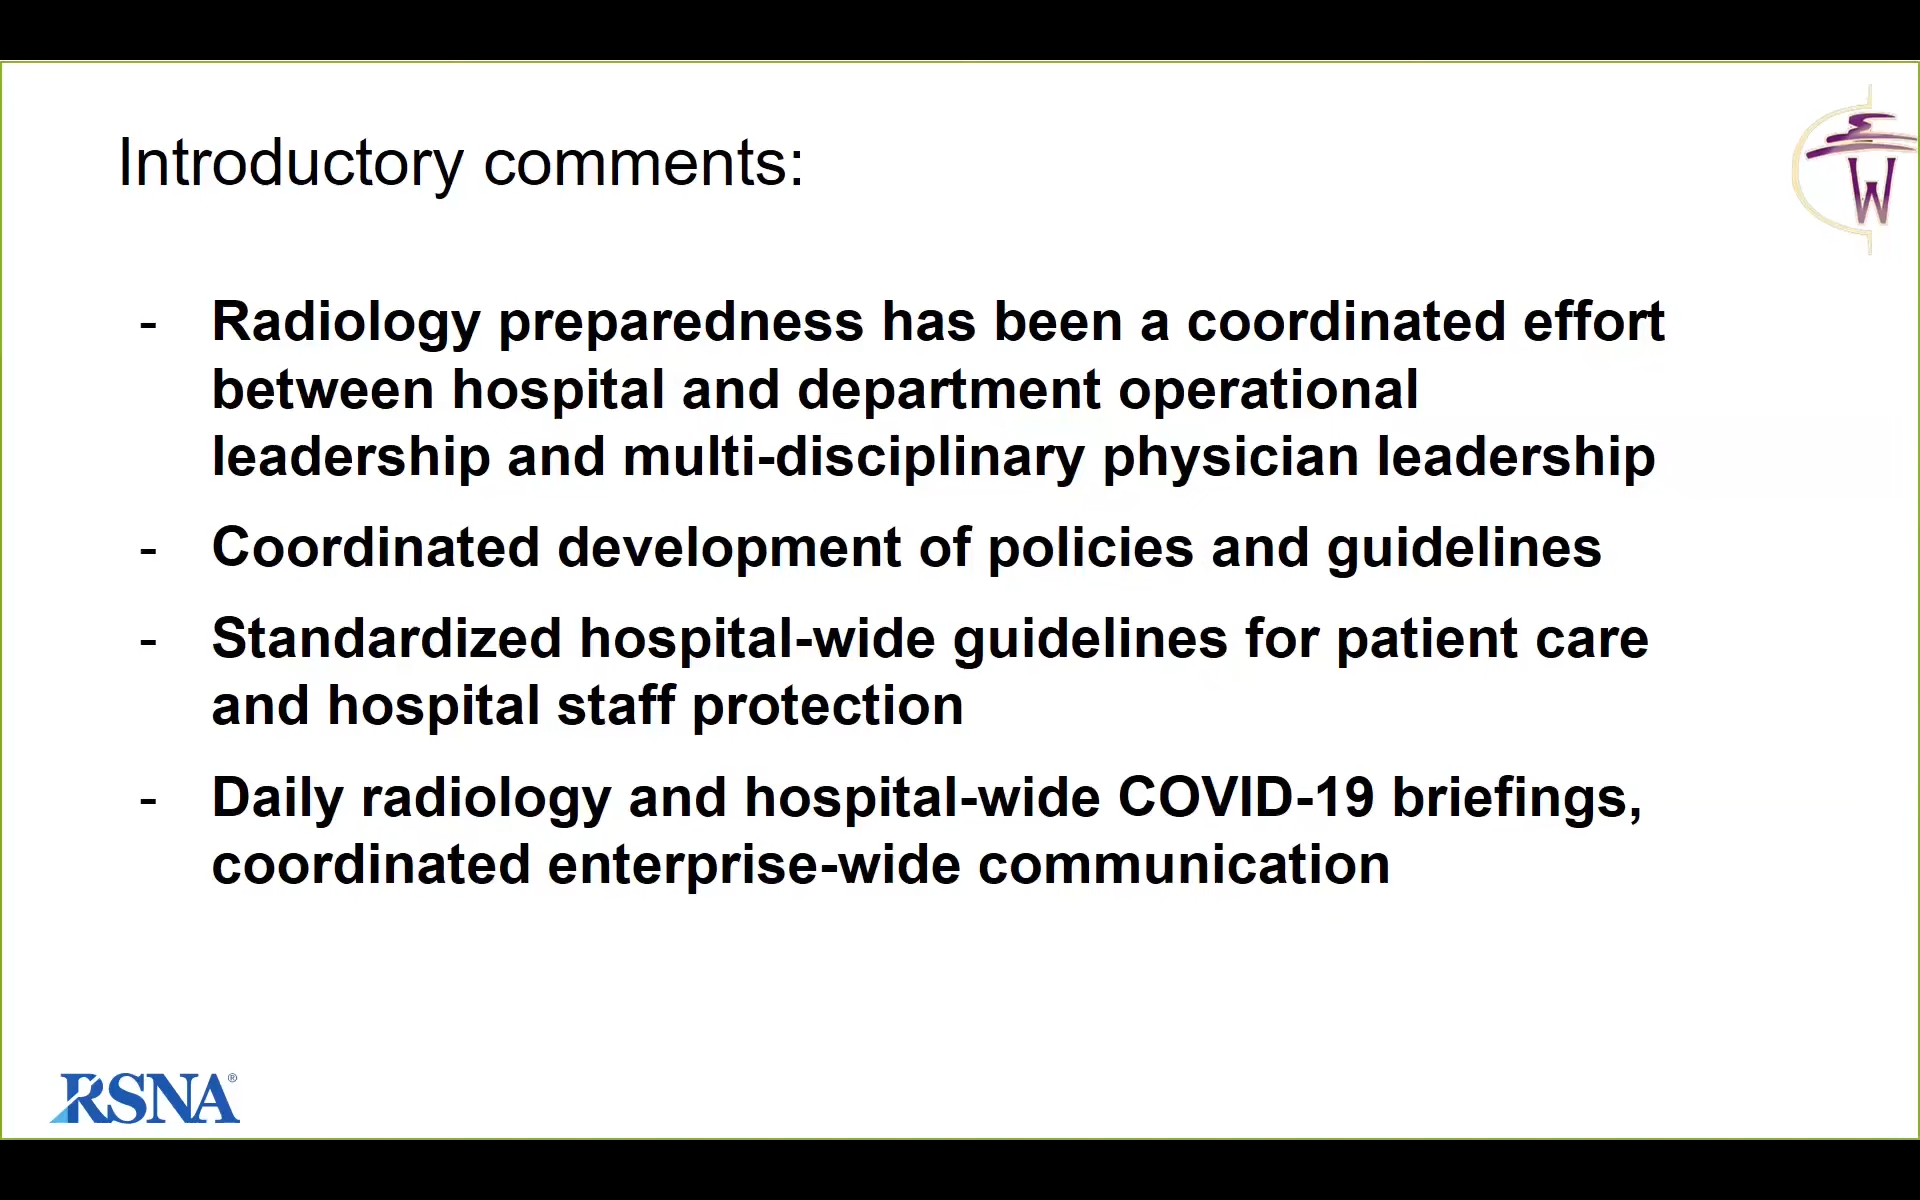 Introductory comments:
W
- Radiology preparedness has been a coordinated effort
between hospital and department operational
leadership and multi-disciplinary physician leadership
- Coordinated development of policies and guidelines
- Standardized hospital-wide guidelines for patient care
and hospital staff protection
- Daily radiology and hospital-wide COVID-19 briefings,
coordinated enterprise-wide communication
RSNA®